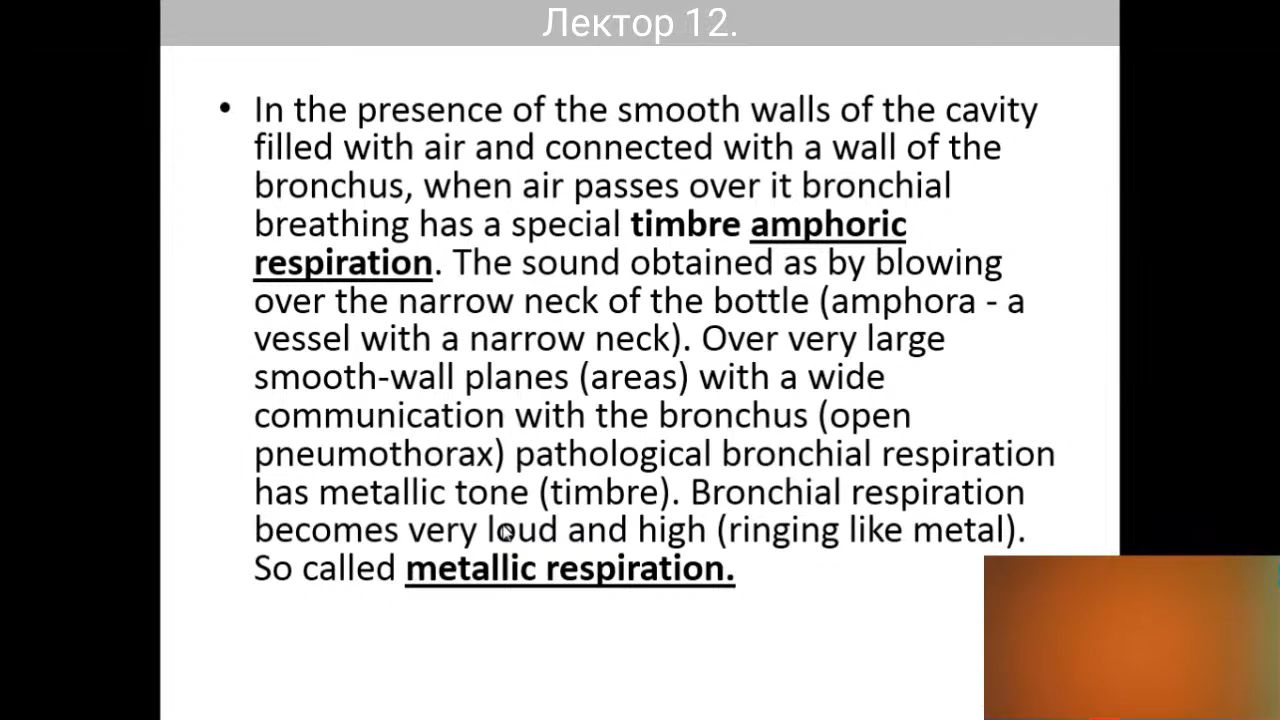 Лектор 12.
• In the presence of the smooth walls of the cavity
filled with air and connected with a wall of the
bronchus, when air passes over it bronchial
breathing has a special timbre amphoric
respiration. The sound obtained as by blowing
over the narrow neck of the bottle (amphora - a
vessel with a narrow neck). Over very large
smooth-wall planes (areas) with a wide
communication with the bronchus (open
pneumothorax) pathological bronchial respiration
has metallic tone (timbre). Bronchial respiration
becomes very loud and high (ringing like metal).
So called metallic respiration.